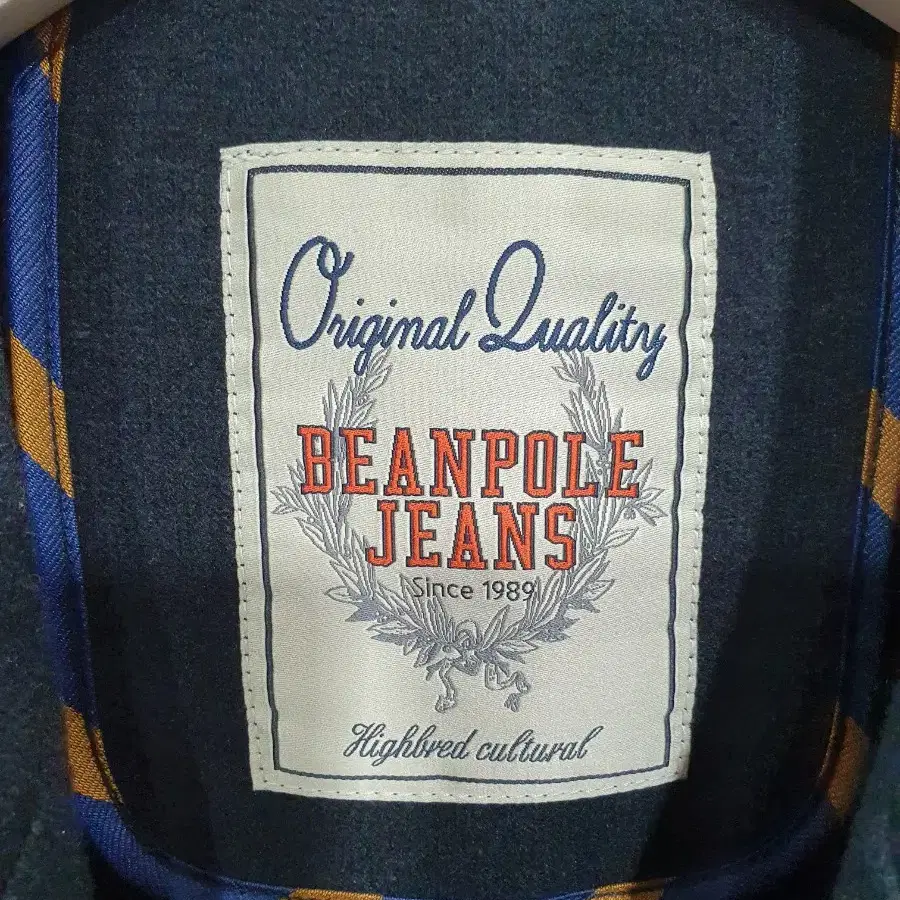 Original Quality
BEANPOLE
JEANS
Since 1989
Highbred cultural